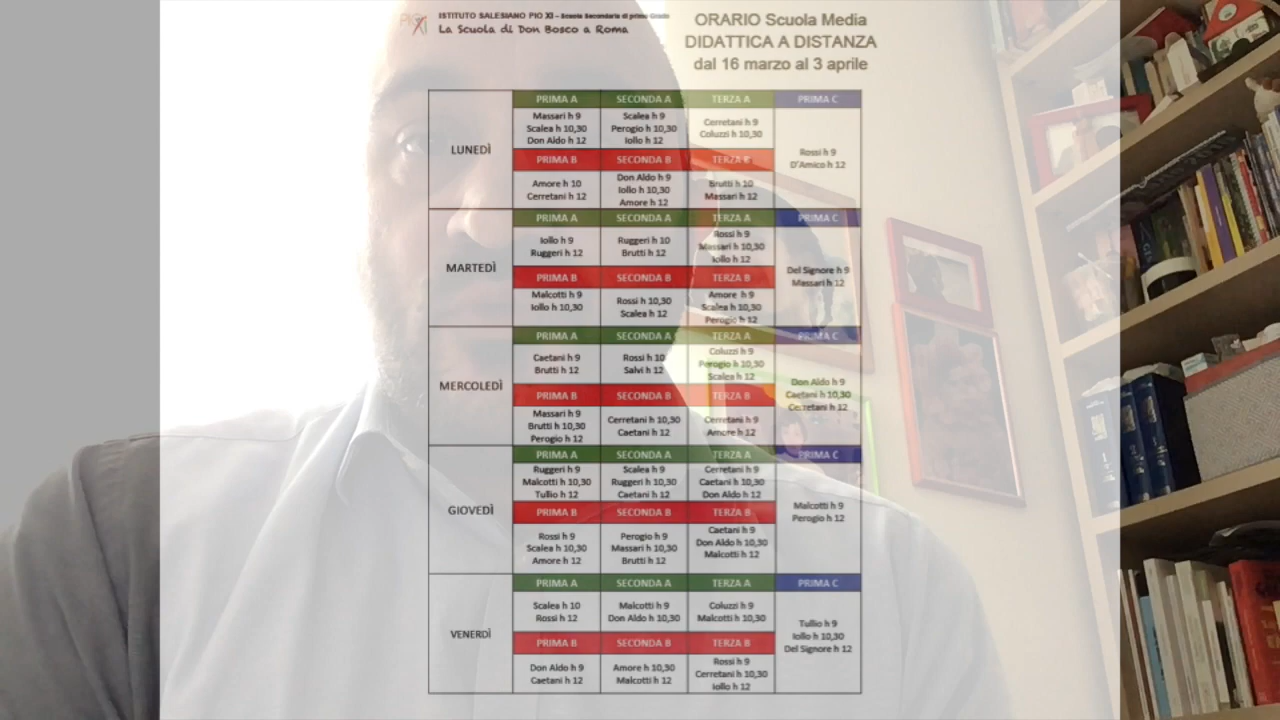 PIO XI
ISTITUTO SALESIANO PIO XI – Scuola Secondaria di primo Grado
La Scuola di Don Bosco a Roma
ORARIO Scuola Media
DIDATTICA A DISTANZA
dal 16 marzo al 3 aprile
LUNEDÌ
PRIMA A
Massari h 9
Scalea h 10,30
Don Aldo h 12
SECONDA A
Scalea h 9
Perogio h 10,30
Iollo h 12
TERZA A
Cerretani h 9
Coluzzi h 10,30
PRIMA C
Rossi h 9
D'Amico h 12
PRIMA B
Amore h 10
Cerretani h 12
SECONDA B
Don Aldo h 9
Iollo h 10,30
Amore h 12
TERZA B
Brutti h 10
Massari h 12
MARTEDÌ
PRIMA A
Iollo h 9
Ruggeri h 12
SECONDA A
Ruggeri h 10
Brutti h 12
TERZA A
Rossi h 9
Massari h 10,30
Iollo h 12
PRIMA C
Del Signore h 9
Massari h 12
PRIMA B
Malcotti h 9
Iollo h 10,30
SECONDA B
Rossi h 10,30
Scalea h 12
TERZA B
Amore h 9
Scalea h 10,30
Perogio h 12
MERCOLEDÌ
PRIMA A
Caetani h 9
Brutti h 12
SECONDA A
Rossi h 10
Salvi h 12
TERZA A
Coluzzi h 9
Perogio h 10,30
Scalea h 12
PRIMA C
Don Aldo h 9
Caetani h 10,30
Cerretani h 12
PRIMA B
Massari h 9
Brutti h 10,30
Perogio h 12
SECONDA B
Cerretani h 10,30
Caetani h 12
TERZA B
Cerretani h 9
Amore h 12
GIOVEDÌ
PRIMA A
Ruggeri h 9
Malcotti h 10,30
Tullio h 12
SECONDA A
Scalea h 9
Ruggeri h 10,30
Caetani h 12
TERZA A
Cerretani h 9
Caetani h 10,30
Don Aldo h 12
PRIMA C
Malcotti h 9
Perogio h 12
PRIMA B
Rossi h 9
Scalea h 10,30
Amore h 12
SECONDA B
Perogio h 9
Massari h 10,30
Brutti h 12
TERZA B
Caetani h 9
Don Aldo h 10,30
Malcotti h 12
VENERDÌ
PRIMA A
Scalea h 10
Rossi h 12
SECONDA A
Malcotti h 9
Don Aldo h 10,30
TERZA A
Coluzzi h 9
Malcotti h 10,30
PRIMA C
Tullio h 9
Iollo h 10,30
Del Signore h 12
PRIMA B
Don Aldo h 9
Caetani h 12
SECONDA B
Amore h 10,30
Malcotti h 12
TERZA B
Rossi h 9
Cerretani h 10,30
Iollo h 12